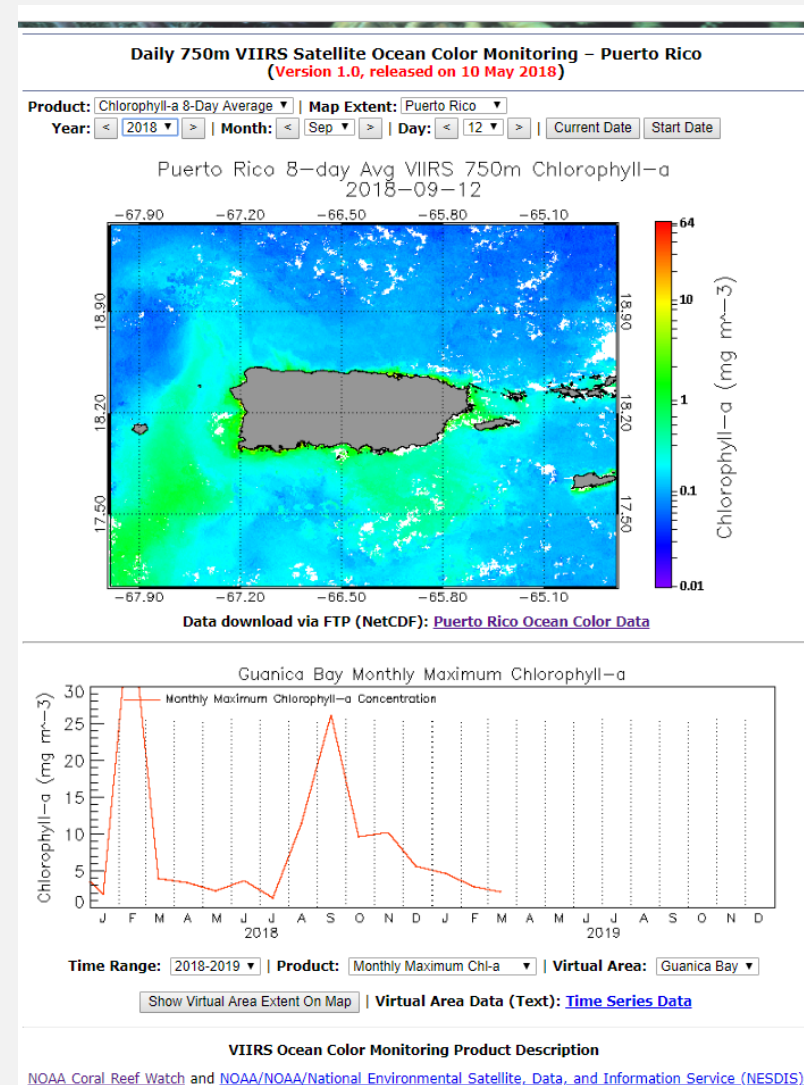 Daily 750m VIIRS Satellite Ocean Color Monitoring – Puerto Rico
(Version 1.0, released on 10 May 2018)
Product: Chlorophyll-a 8-Day Average ▼ | Map Extent: Puerto Rico ▼
Year: < 2018 ▼ > | Month: < Sep ▼ > | Day: < 12 ▼ > | Current Date Start Date
Puerto Rico 8-day Avg VIIRS 750m Chlorophyll-a
2018-09-12
-67.90 -67.20 -66.50 -65.80 -65.10
64
18.90 18.90
10
1
18.20 18.20
0.1
17.50 17.50
0.01
Chlorophyll-a (mg m^-3)
-67.90 -67.20 -66.50 -65.80 -65.10
Data download via FTP (NetCDF): Puerto Rico Ocean Color Data
Guanica Bay Monthly Maximum Chlorophyll-a
Monthly Maximum Chlorophyll-a Concentration
Chlorophyll-a (mg m^-3)
30
25
20
15
10
5
0
J F M A M J J A S O N D J F M A M J J A S O N D
2018 2019
Time Range: 2018-2019 ▼ | Product: Monthly Maximum Chl-a ▼ | Virtual Area: Guanica Bay ▼
Show Virtual Area Extent On Map | Virtual Area Data (Text): Time Series Data
VIIRS Ocean Color Monitoring Product Description
NOAA Coral Reef Watch and NOAA/NOAA/National Environmental Satellite, Data, and Information Service (NESDIS)